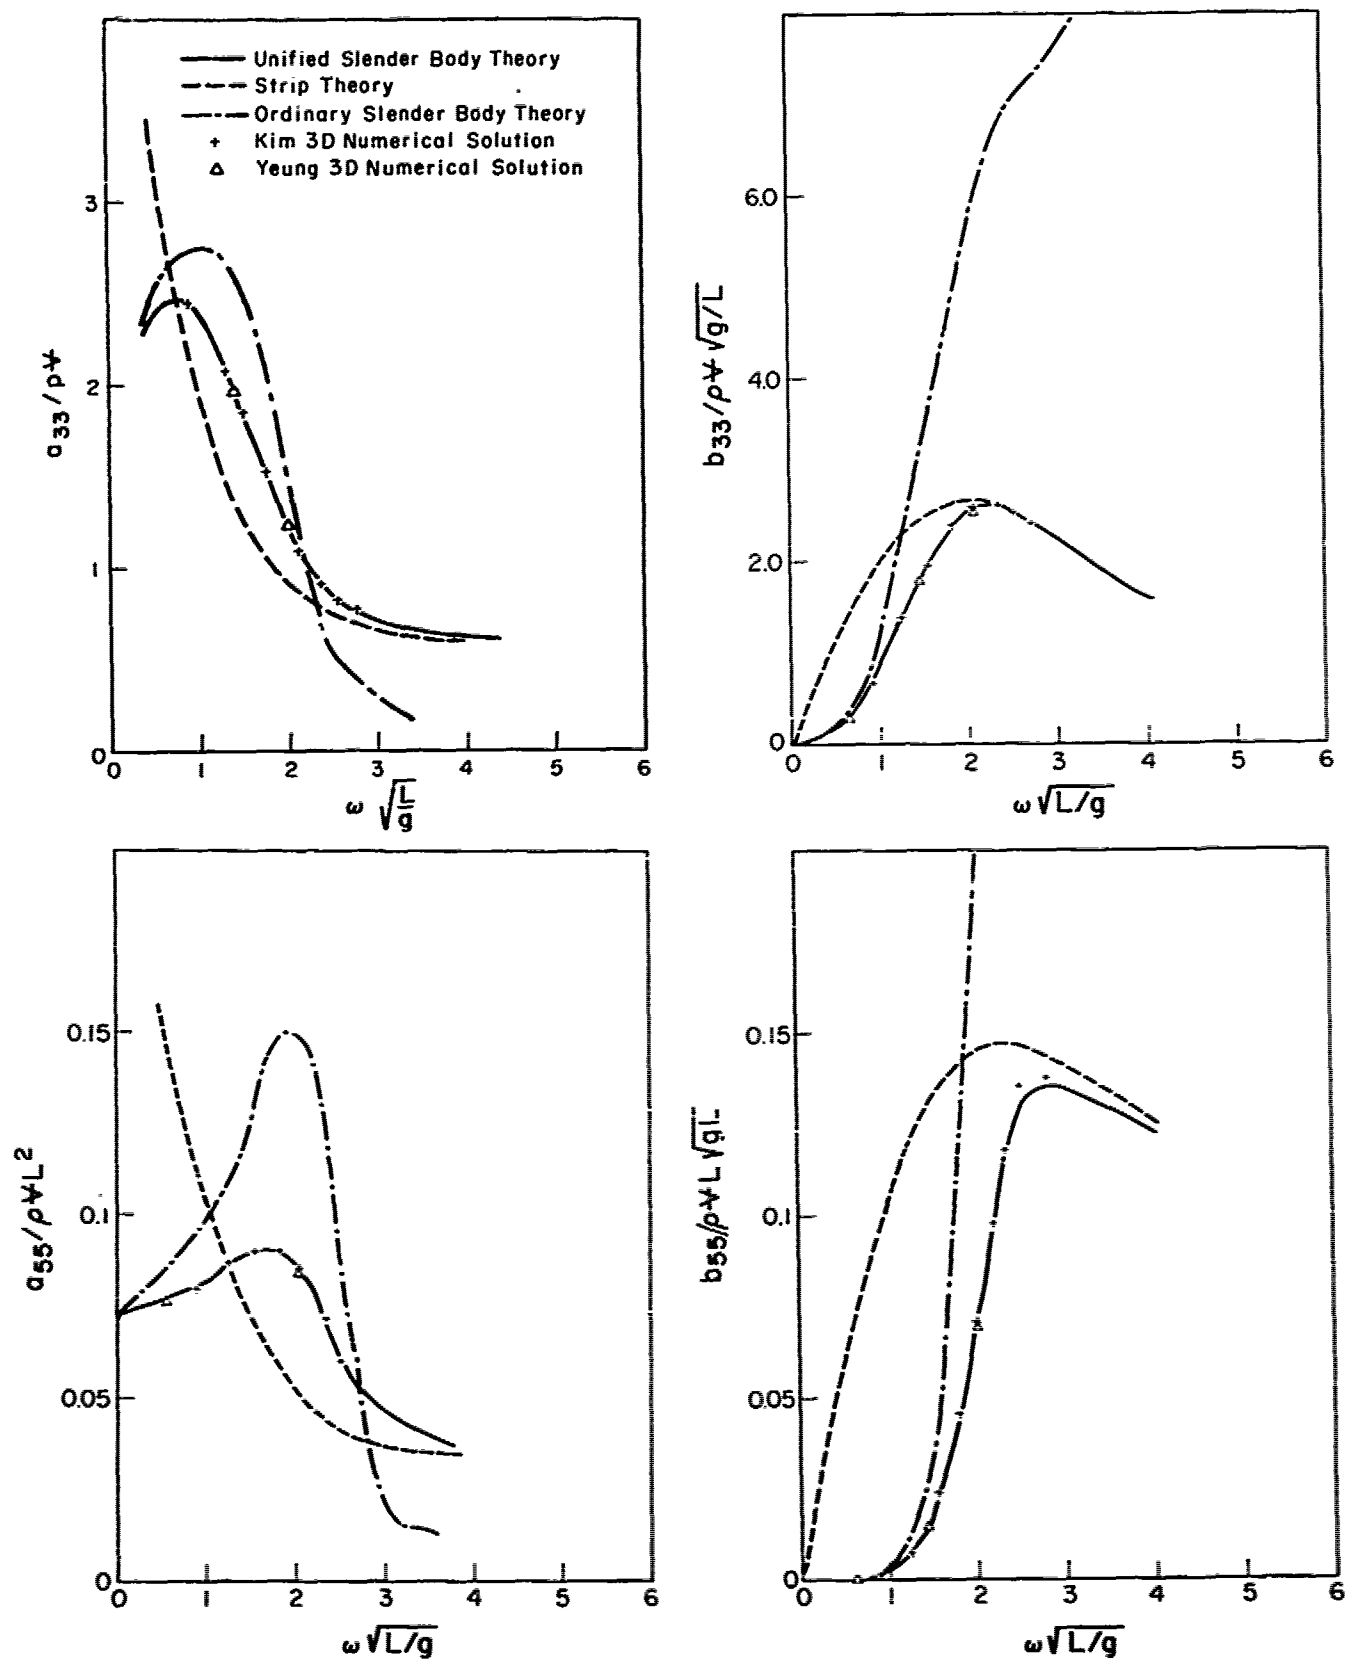 Unified Slender Body Theory
Strip Theory
Ordinary Slender Body Theory
+ Kim 3D Numerical Solution
△ Yeung 3D Numerical Solution
3
2
1
0
a₃₃/ρV̶
0 1 2 3 4 5 6
ω √L/g
6.0
4.0
2.0
0
b₃₃/ρV̶ √g/L
0 1 2 3 4 5 6
ω √L/g
0.15
0.1
0.05
0
a₅₅/ρV̶L²
0 1 2 3 4 5 6
ω √L/g
0.15
0.1
0.05
0
b₅₅/ρV̶L √gL
0 1 2 3 4 5 6
ω √L/g